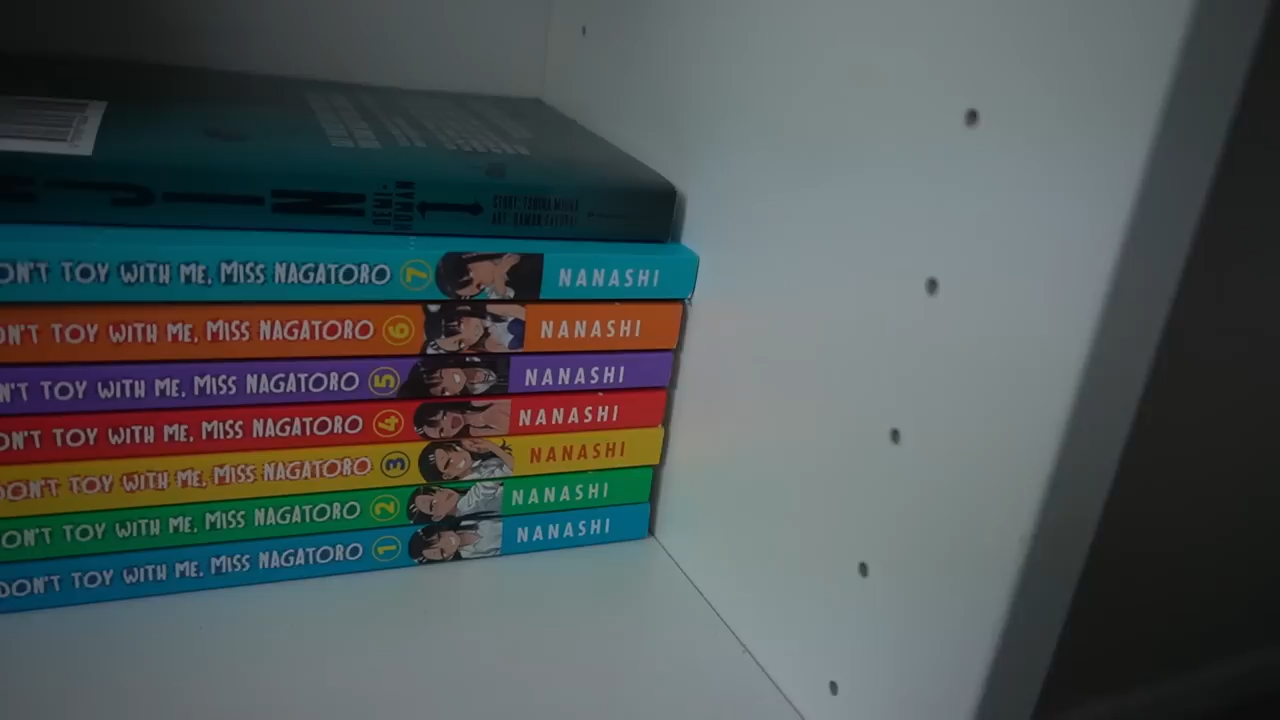 AJIN
DEMI-
HUMAN
1
STORY: TSUINA MIURA
ART: GAMON SAKURAI
ON'T TOY WITH ME, MISS NAGATORO 7 NANASHI
ON'T TOY WITH ME, MISS NAGATORO 6 NANASHI
N'T TOY WITH ME, MISS NAGATORO 5 NANASHI
ON'T TOY WITH ME, MISS NAGATORO 4 NANASHI
DON'T TOY WITH ME, MISS NAGATORO 3 NANASHI
ON'T TOY WITH ME, MISS NAGATORO 2 NANASHI
DON'T TOY WITH ME, MISS NAGATORO 1 NANASHI